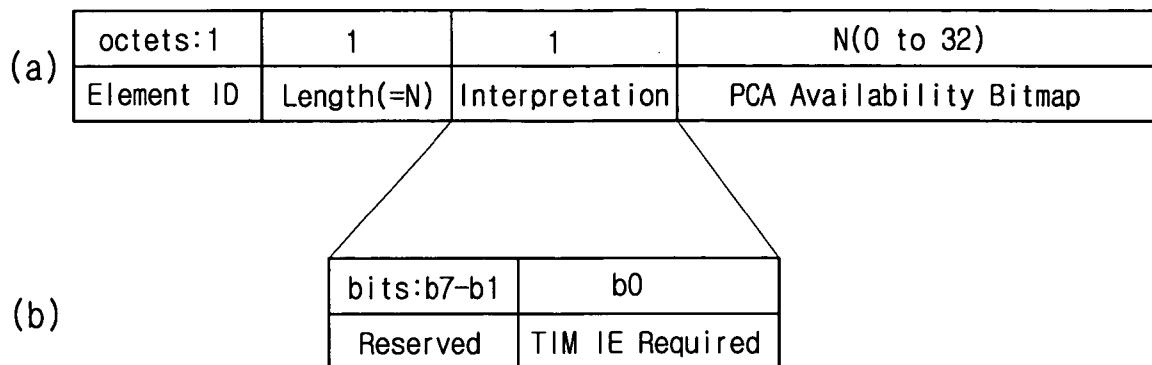 octets:1 1 1 N(0 to 32)
(a)
Element ID Length(=N) Interpretation PCA Availability Bitmap
bits:b7-b1 b0
(b)
Reserved TIM IE Required